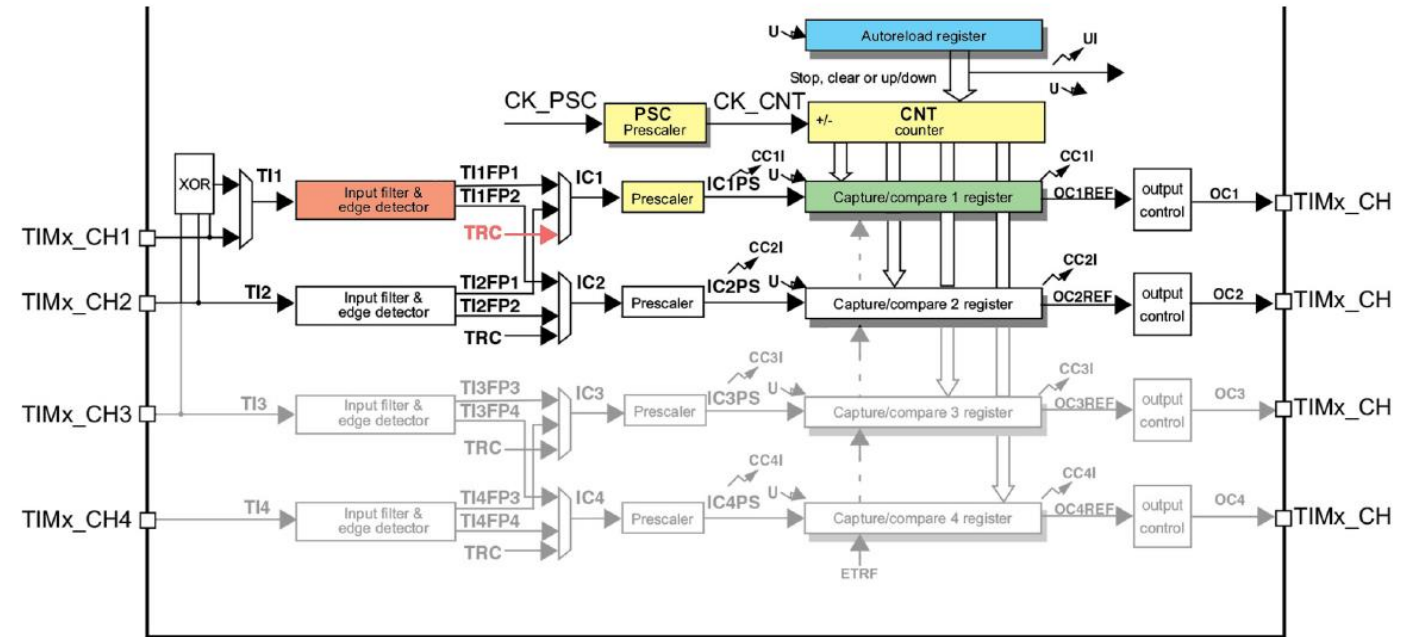 U
Autoreload register
UI
Stop, clear or up/down
U
CK_PSC
PSC
Prescaler
CK_CNT
+/-
CNT
counter
XOR
TI1
Input filter &
edge detector
TI1FP1
TI1FP2
TRC
IC1
Prescaler
IC1PS
CC1I
U
Capture/compare 1 register
CC1I
OC1REF
output
control
OC1
TIMx_CH
TIMx_CH1
TIMx_CH2
TI2
Input filter &
edge detector
TI2FP1
TI2FP2
TRC
IC2
Prescaler
IC2PS
CC2I
U
Capture/compare 2 register
CC2I
OC2REF
output
control
OC2
TIMx_CH
TIMx_CH3
TI3
Input filter &
edge detector
TI3FP3
TI3FP4
TRC
IC3
Prescaler
IC3PS
CC3I
U
Capture/compare 3 register
CC3I
OC3REF
output
control
OC3
TIMx_CH
TIMx_CH4
TI4
Input filter &
edge detector
TI4FP3
TI4FP4
TRC
IC4
Prescaler
IC4PS
CC4I
U
Capture/compare 4 register
CC4I
OC4REF
output
control
OC4
TIMx_CH
ETRF